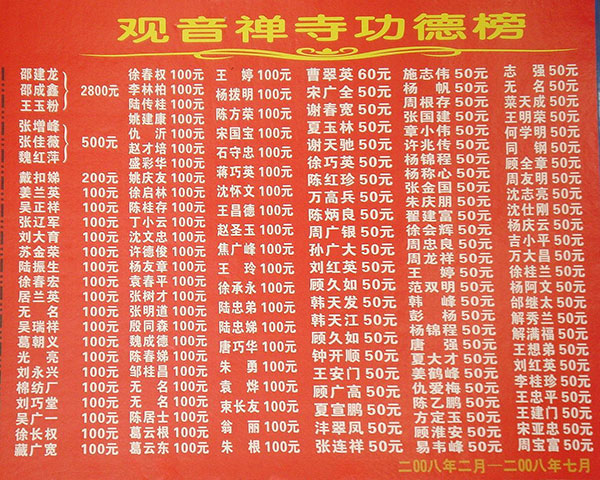 观音禅寺功德榜
邵建龙
邵成鑫 2800元
王玉粉
张增峰
张佳薇 500元
魏红萍
戴扣娣 200元
姜兰英 100元
吴正祥 100元
张辽军 100元
刘大育 100元
苏金荣 100元
陆振生 100元
徐春宏 100元
居兰英 100元
无名 100元
吴瑞祥 100元
葛朝义 100元
光亮 100元
刘永兴 100元
棉纺厂 100元
刘巧堂 100元
吴广一 100元
徐长权 100元
藏广宽 100元
徐春权 100元
李林柏 100元
陆传桂 100元
姚建康 100元
仇沂 100元
赵才培 100元
盛彩华 100元
姚庆友 100元
徐启林 100元
陈桂存 100元
丁小云 100元
沈文忠 100元
许德俊 100元
杨友章 100元
袁春平 100元
张树才 100元
张明道 100元
殷同森 100元
魏成德 100元
陈春娣 100元
邹桂昌 100元
无名 100元
陈居士 100元
葛云根 100元
葛云东 100元
王婷 100元
杨拨明 100元
陈方荣 100元
宋国宝 100元
石守忠 100元
蒋巧英 100元
沈怀文 100元
王昌德 100元
赵圣玉 100元
焦广峰 100元
王玲 100元
徐承永 100元
陆忠弟 100元
陆忠娣 100元
唐巧华 100元
朱勇 100元
袁烨 100元
束长友 100元
翁丽 100元
朱根 100元
曹翠英 60元
宋广全 50元
谢春宽 50元
夏玉林 50元
谢天驰 50元
徐巧英 50元
陈红珍 50元
万高兵 50元
陈炳良 50元
周广银 50元
孙广大 50元
刘红英 50元
顾久如 50元
韩天发 50元
韩天江 50元
顾久如 50元
钟开顺 50元
王安门 50元
顾广高 50元
夏宣鹏 50元
沣翠凤 50元
张连祥 50元
施志伟 50元
杨帆 50元
周根存 50元
张国建 50元
章小伟 50元
许兆传 50元
杨锦程 50元
杨称心 50元
张金国 50元
朱庆朋 50元
翟建富 50元
徐会辉 50元
周忠良 50元
周龙祥 50元
王婷 50元
范双明 50元
韩峰 50元
彭杨 50元
杨锦程 50元
唐强 50元
夏大才 50元
姜鹤峰 50元
仇爱梅 50元
陈乙鹏 50元
方定玉 50元
顾淮安 50元
易韦峰 50元
志强 50元
无名 50元
菜天成 50元
王明荣 50元
何学明 50元
同钢 50元
顾全章 50元
周友明 50元
沈志亮 50元
沈仕刚 50元
杨庆云 50元
吉小平 50元
万大昌 50元
徐桂兰 50元
杨阿文 50元
邰继太 50元
解秀兰 50元
解满福 50元
王想弟 50元
刘红英 50元
李桂珍 50元
王忠平 50元
王建门 50元
宋亚忠 50元
周宝富 50元
二00八年二月—二00八年七月